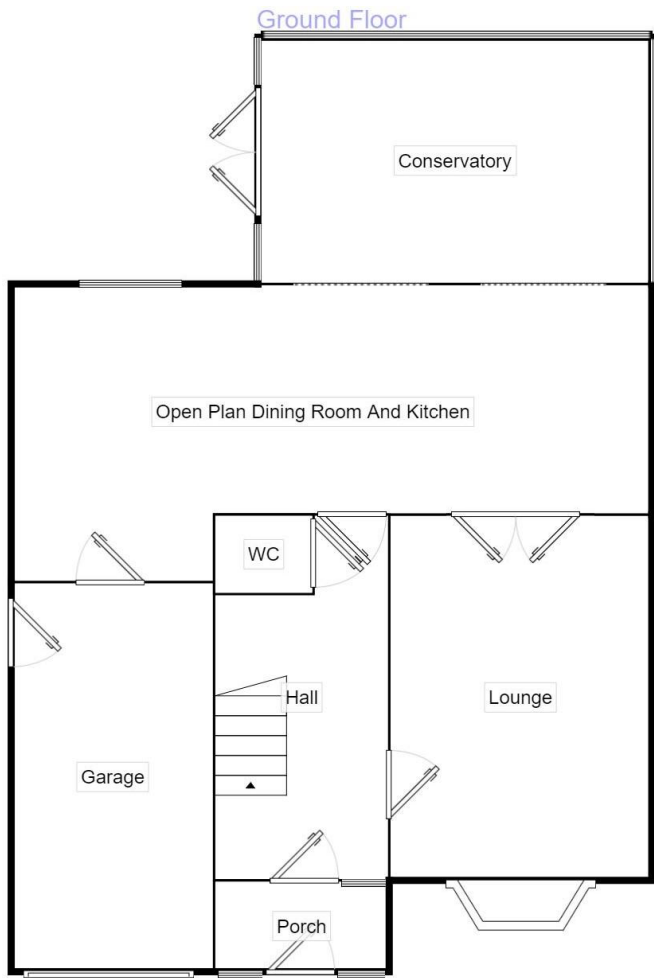 Ground Floor
Conservatory
Open Plan Dining Room And Kitchen
WC
Hall
Lounge
Garage
Porch